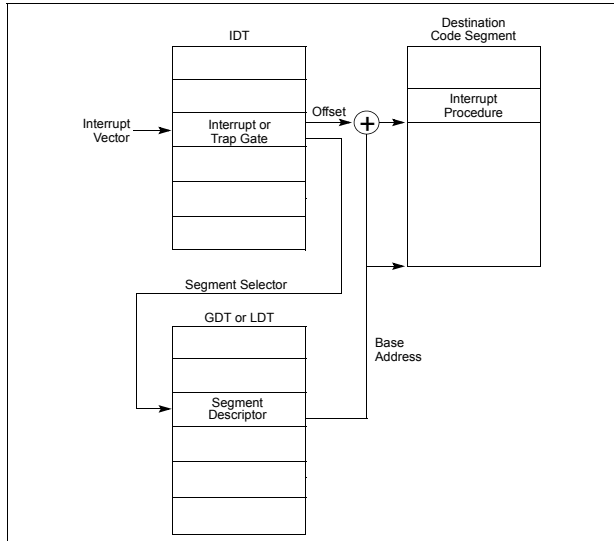 IDT
Destination
Code Segment
Interrupt
Vector
Interrupt or
Trap Gate
Offset
+
Interrupt
Procedure
Segment Selector
GDT or LDT
Segment
Descriptor
Base
Address